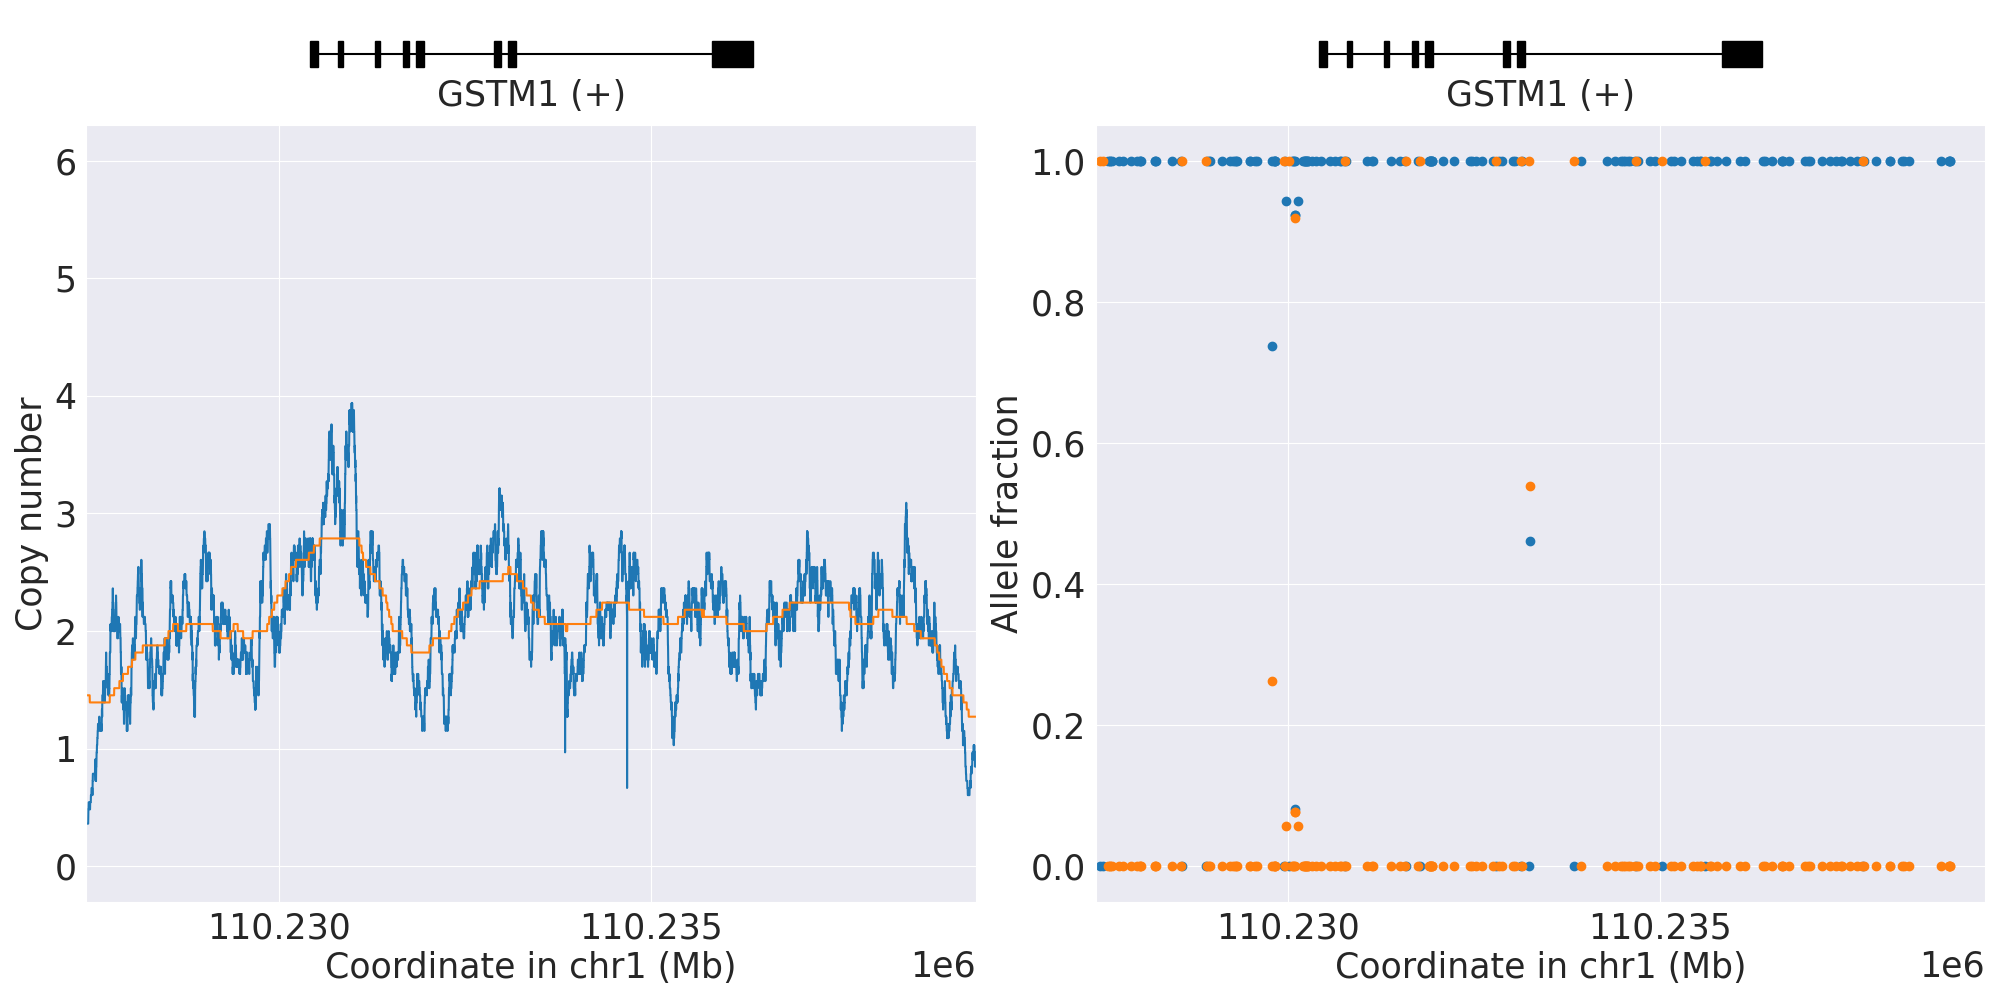 GSTM1 (+)
6
5
4
3
2
1
0
Copy number
110.230
110.235
Coordinate in chr1 (Mb)
1e6
GSTM1 (+)
1.0
0.8
0.6
0.4
0.2
0.0
Allele fraction
110.230
110.235
Coordinate in chr1 (Mb)
1e6